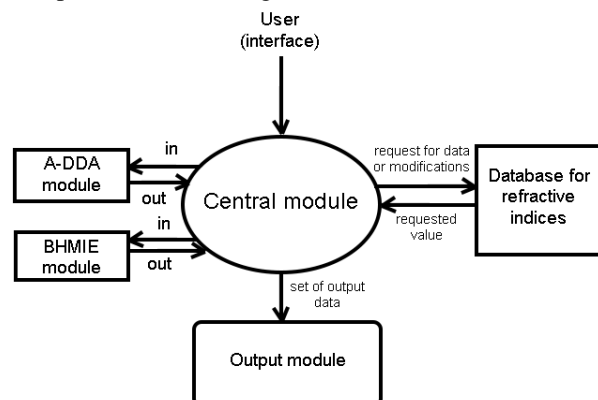 User
(interface)
in
A-DDA
module
out
in
BHMIE
module
out
Central module
request for data
or modifications
requested
value
Database for
refractive
indices
set of output
data
Output module